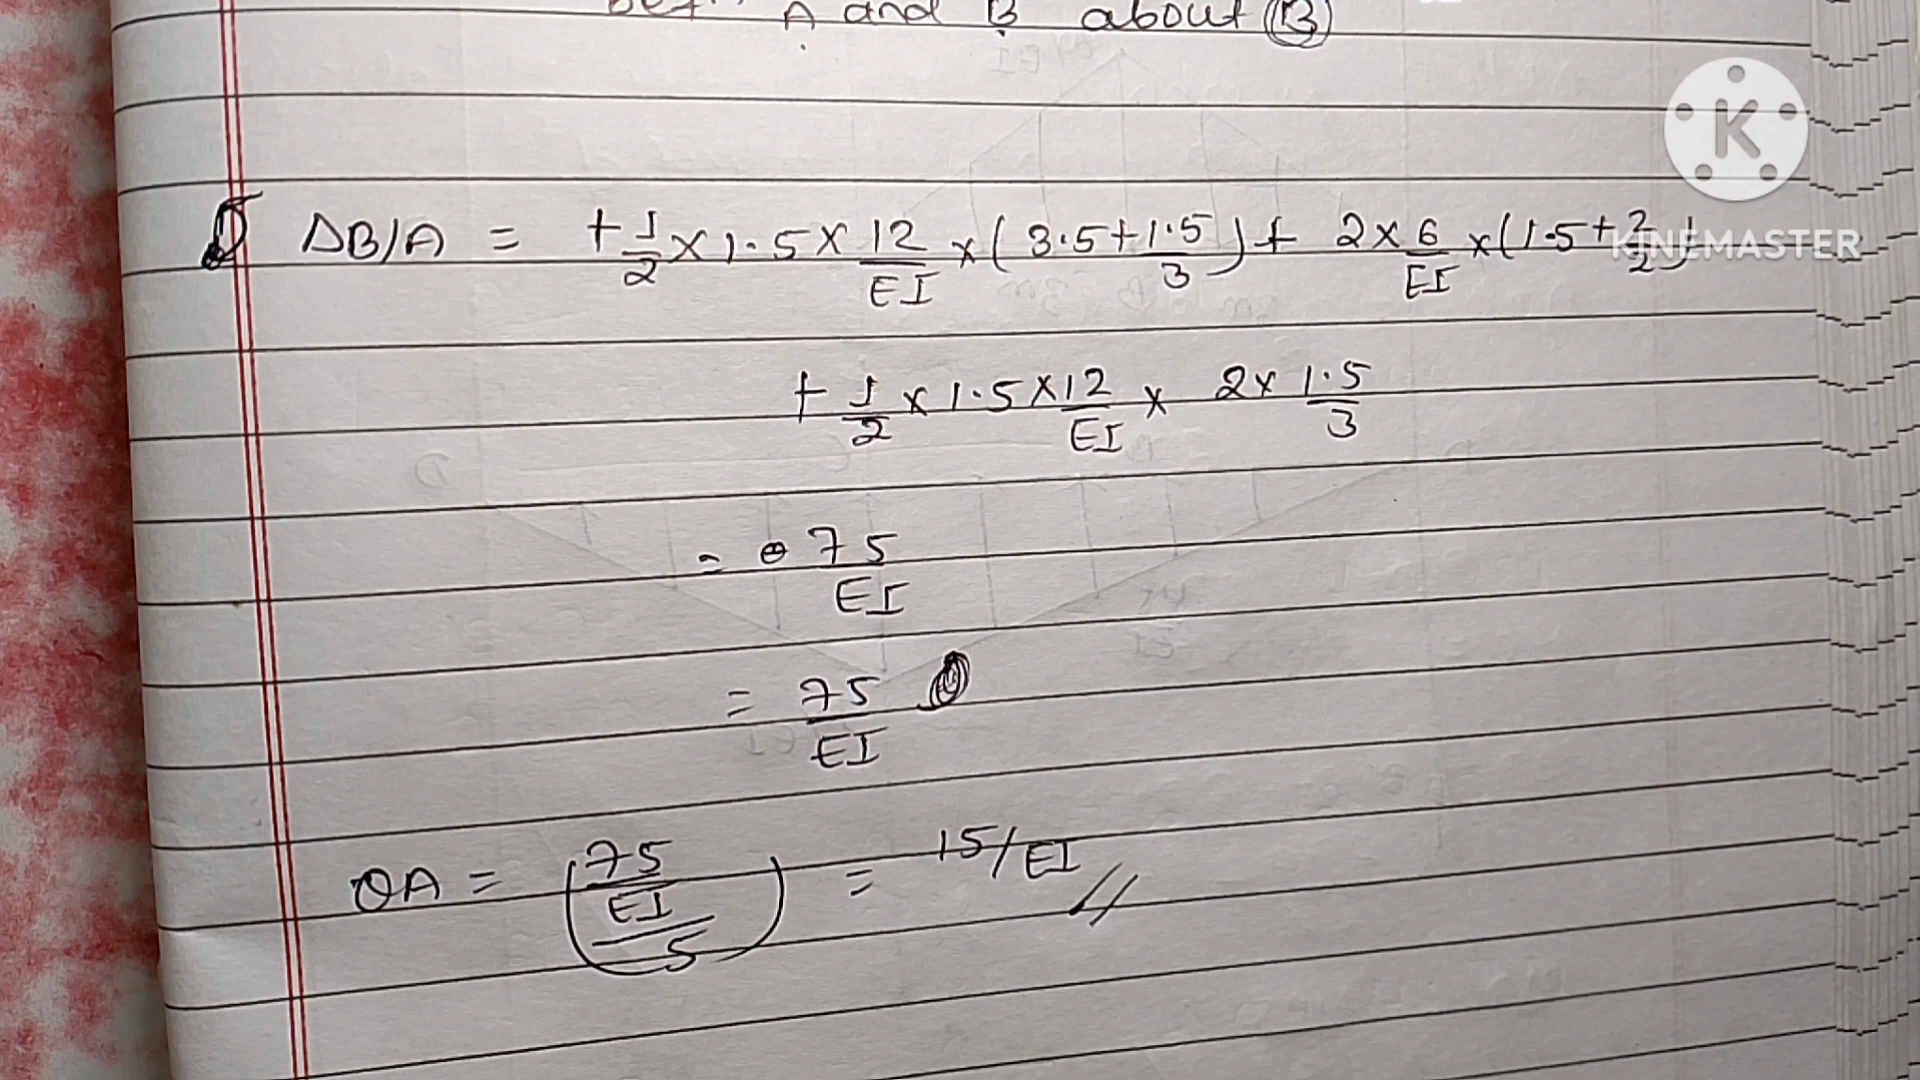 A and B about B
K
ΔB/A = + 1/2 × 1.5 × 12/EI × (3.5 + 1.5/3) + 2 × 6/EI × (1.5 + 2/2)
KINEMASTER
+ 1/2 × 1.5 × 12/EI × 2 × 1.5/3
= 75/EI
= 75/EI
θA = (75/EI/5) = 15/EI